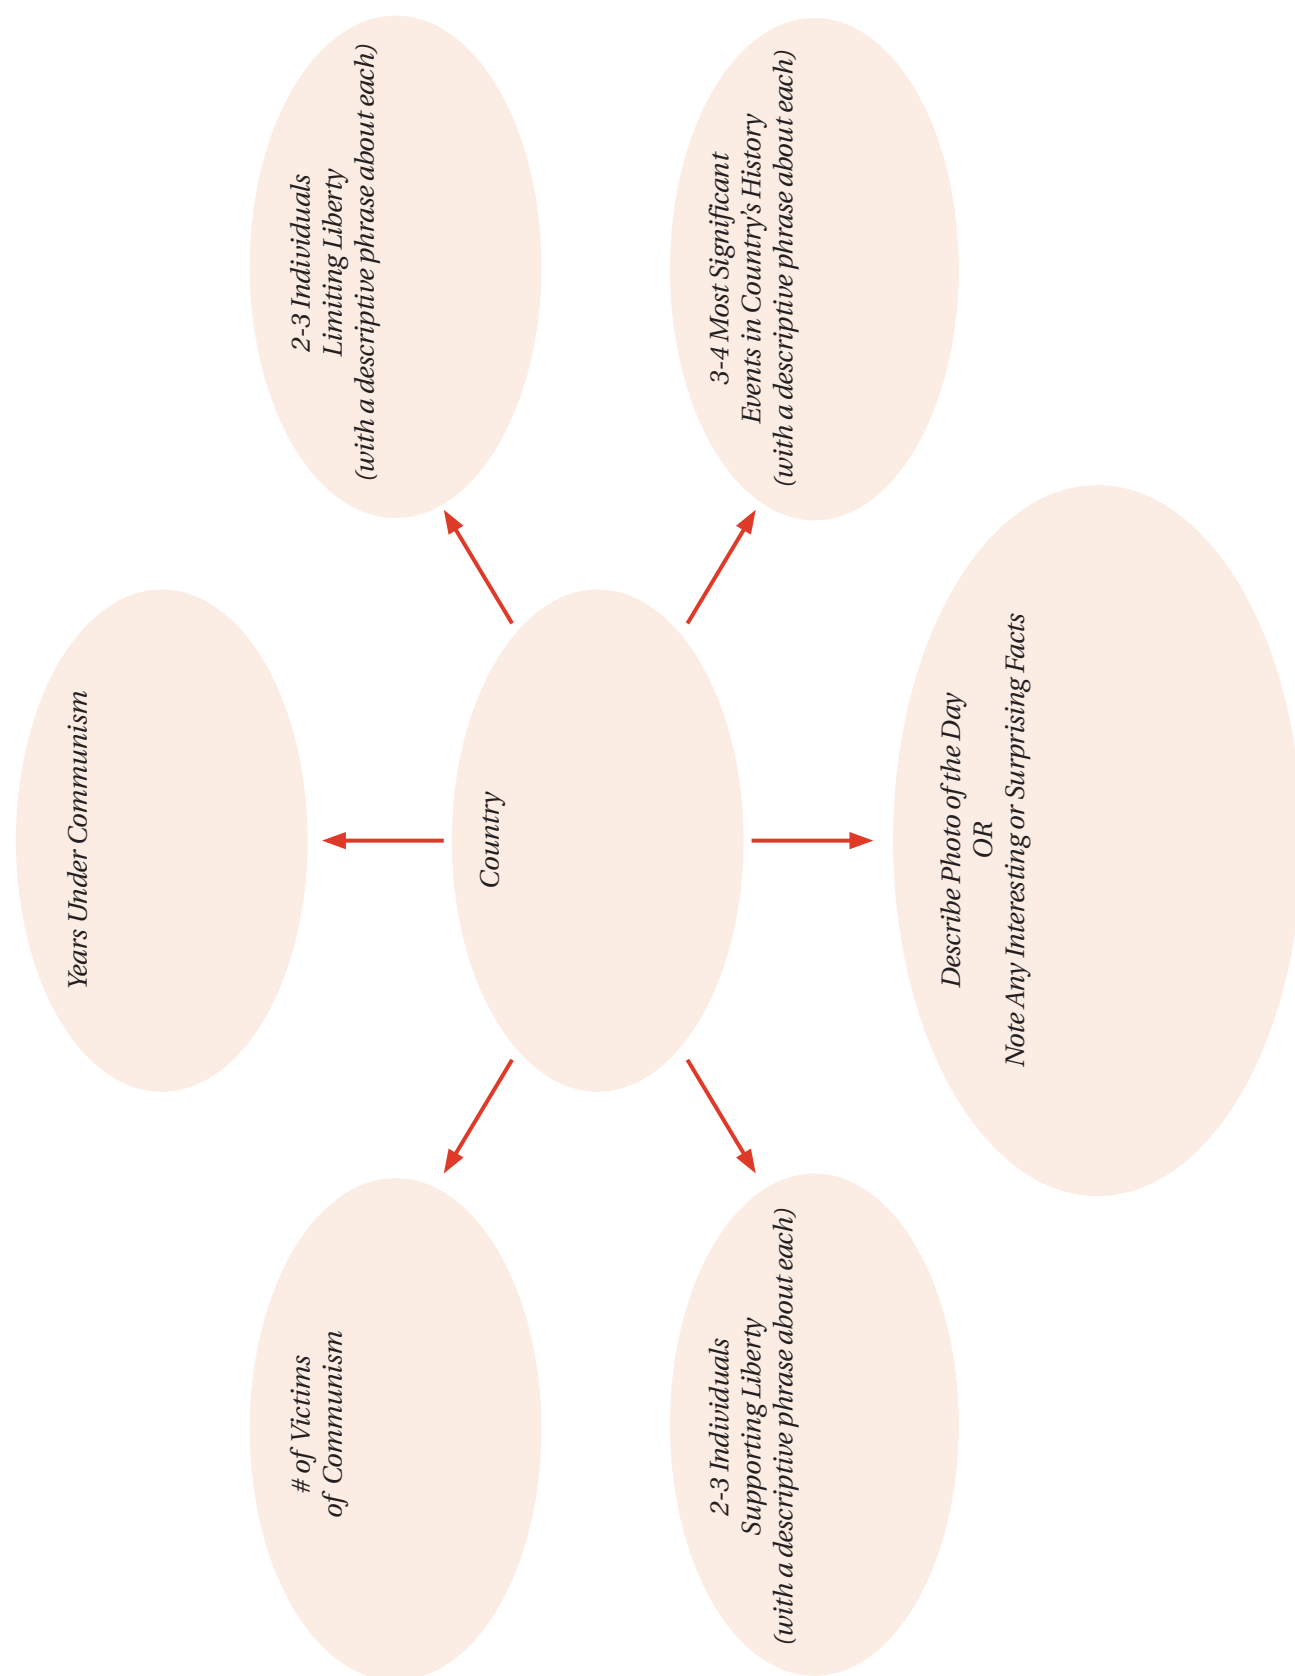 Years Under Communism
# of Victims
of Communism
2-3 Individuals
Limiting Liberty
(with a descriptive phrase about each)
Country
2-3 Individuals
Supporting Liberty
(with a descriptive phrase about each)
3-4 Most Significant
Events in Country’s History
(with a descriptive phrase about each)
Describe Photo of the Day
OR
Note Any Interesting or Surprising Facts